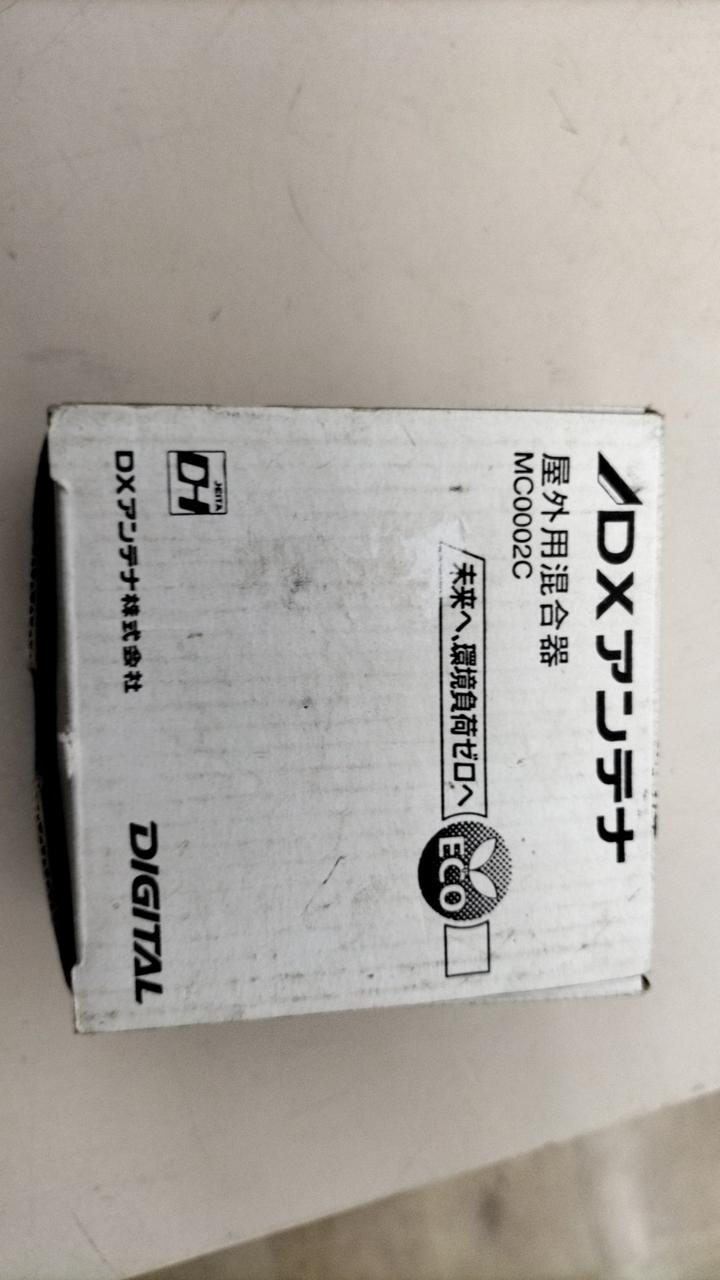 DXアンテナ
屋外用混合器
MC0002C
未来へ、環境負荷ゼロへ
ECO
JEITA
DH
DXアンテナ株式会社
DIGITAL